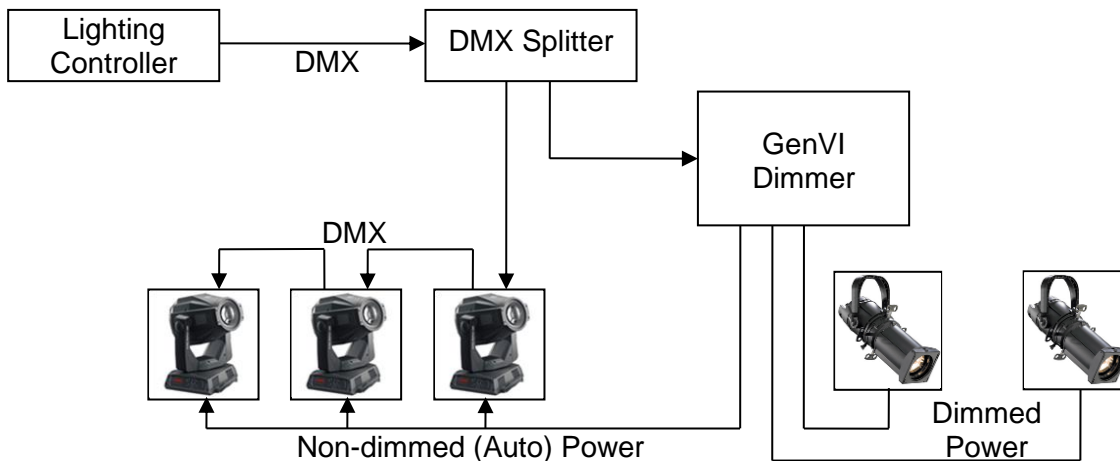 Lighting
Controller
DMX
DMX Splitter
GenVI
Dimmer
DMX
Non-dimmed (Auto) Power
Dimmed
Power